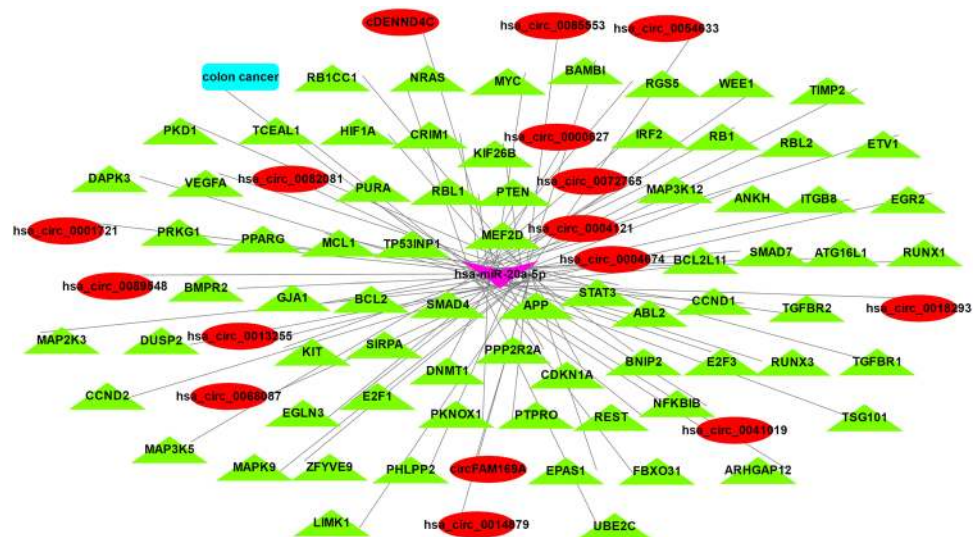 cDENND4C
hsa_circ_0085553
hsa_circ_0054633
colon cancer
RB1CC1
NRAS
MYC
BAMBI
RGS5
WEE1
TIMP2
PKD1
TCEAL1
HIF1A
CRIM1
KIF26B
hsa_circ_0000627
IRF2
RB1
RBL2
ETV1
DAPK3
VEGFA
hsa_circ_0082081
PURA
RBL1
PTEN
hsa_circ_0072765
MAP3K12
ANKH
ITGB8
EGR2
hsa_circ_0001721
PRKG1
PPARG
MCL1
TP53INP1
MEF2D
hsa_circ_0004121
hsa_circ_0004674
BCL2L11
SMAD7
ATG16L1
RUNX1
hsa-miR-20a-5p
hsa_circ_0089548
BMPR2
GJA1
BCL2
SMAD4
APP
STAT3
ABL2
CCND1
TGFBR2
hsa_circ_0018293
MAP2K3
DUSP2
hsa_circ_0013255
KIT
SIRPA
PPP2R2A
DNMT1
CDKN1A
BNIP2
E2F3
RUNX3
TGFBR1
CCND2
hsa_circ_0068087
EGLN3
E2F1
PKNOX1
PTPRO
REST
NFKBIB
hsa_circ_0041019
TSG101
MAP3K5
MAPK9
ZFYVE9
PHLPP2
circFAM169A
EPAS1
FBXO31
ARHGAP12
LIMK1
hsa_circ_0014879
UBE2C